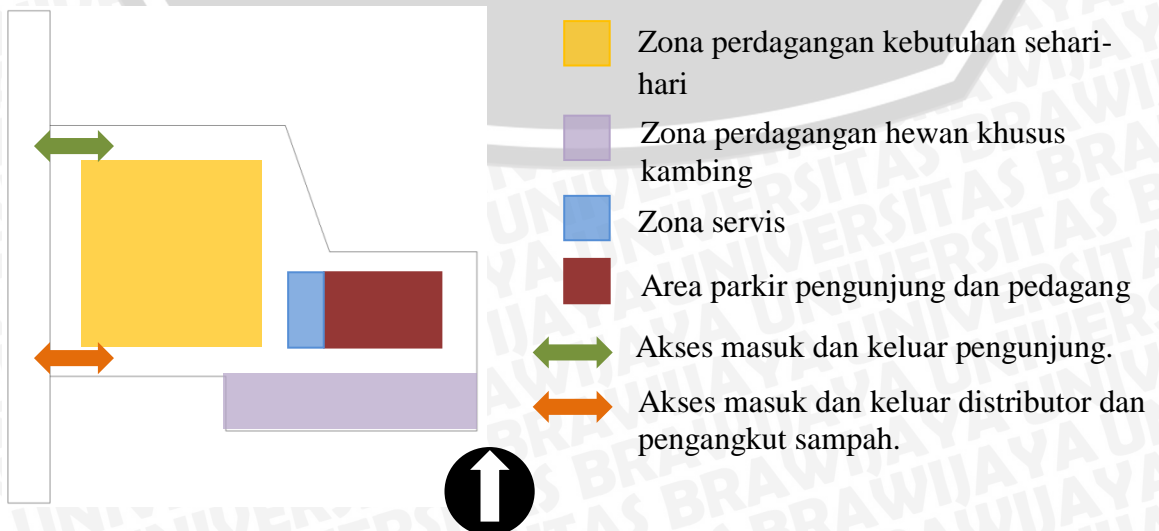 Zona perdagangan kebutuhan sehari-
hari
Zona perdagangan hewan khusus
kambing
Zona servis
Area parkir pengunjung dan pedagang
Akses masuk dan keluar pengunjung.
Akses masuk dan keluar distributor dan
pengangkut sampah.